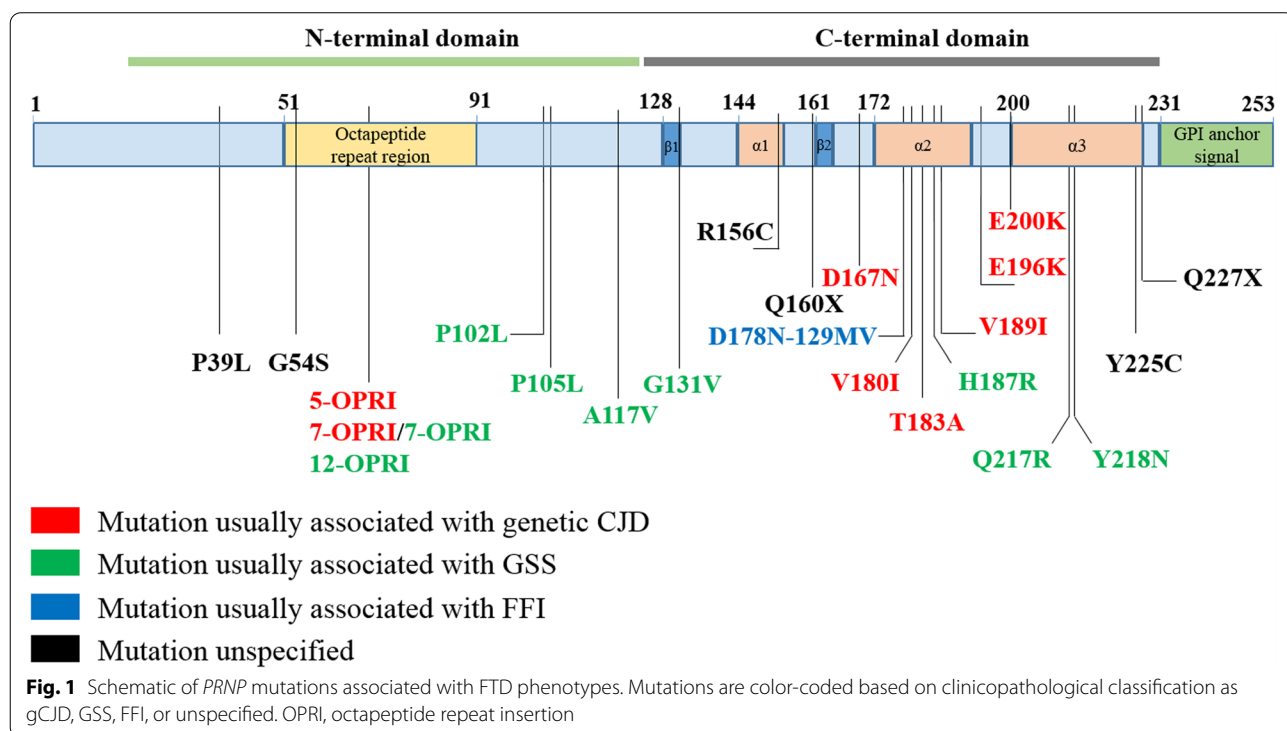 N-terminal domain
C-terminal domain
1
51
91
128
144
161
172
200
231
253
Octapeptide
repeat region
β1
α1
β2
α2
α3
GPI anchor
signal
P39L
G54S
5-OPRI
7-OPRI/7-OPRI
12-OPRI
P102L
P105L
A117V
G131V
R156C
Q160X
D167N
D178N-129MV
V180I
T183A
H187R
V189I
E196K
E200K
Q217R
Y218N
Y225C
Q227X
Mutation usually associated with genetic CJD
Mutation usually associated with GSS
Mutation usually associated with FFI
Mutation unspecified
Fig. 1 Schematic of PRNP mutations associated with FTD phenotypes. Mutations are color-coded based on clinicopathological classification as
gCJD, GSS, FFI, or unspecified. OPRI, octapeptide repeat insertion